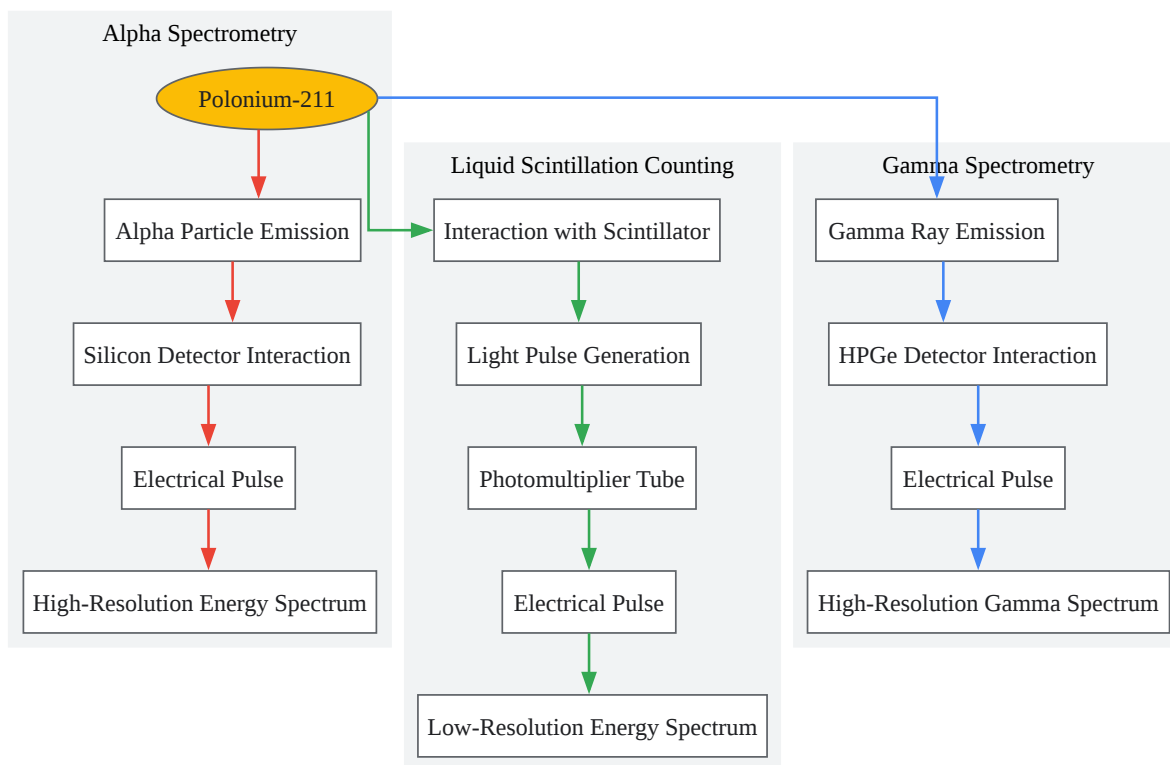 Alpha Spectrometry
Polonium-211
Alpha Particle Emission
Silicon Detector Interaction
Electrical Pulse
High-Resolution Energy Spectrum
Liquid Scintillation Counting
Interaction with Scintillator
Light Pulse Generation
Photomultiplier Tube
Electrical Pulse
Low-Resolution Energy Spectrum
Gamma Spectrometry
Gamma Ray Emission
HPGe Detector Interaction
Electrical Pulse
High-Resolution Gamma Spectrum